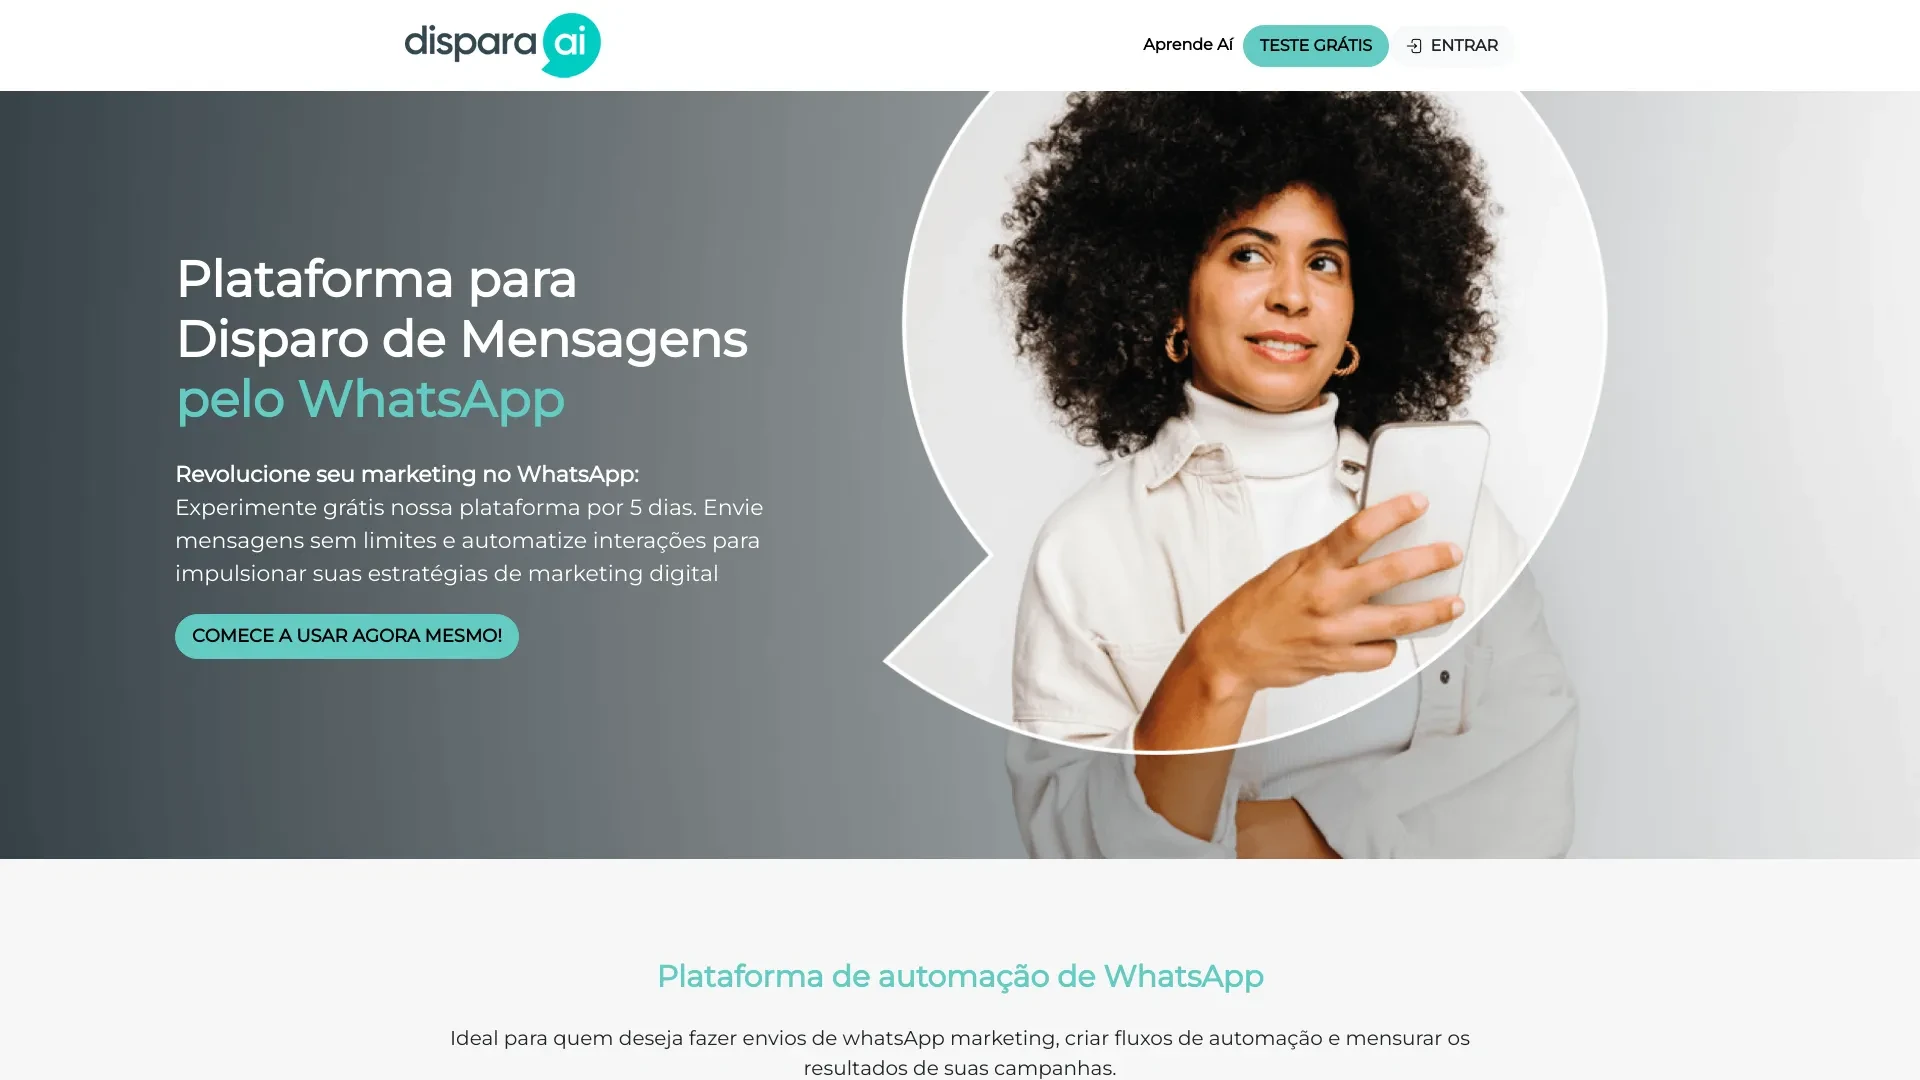 dispara ai
Aprende Aí
TESTE GRÁTIS
ENTRAR
Plataforma para
Disparo de Mensagens
pelo WhatsApp
Revolucione seu marketing no WhatsApp:
Experimente grátis nossa plataforma por 5 dias. Envie
mensagens sem limites e automatize interações para
impulsionar suas estratégias de marketing digital
COMECE A USAR AGORA MESMO!
Plataforma de automação de WhatsApp
Ideal para quem deseja fazer envios de whatsApp marketing, criar fluxos de automação e mensurar os
resultados de suas campanhas.